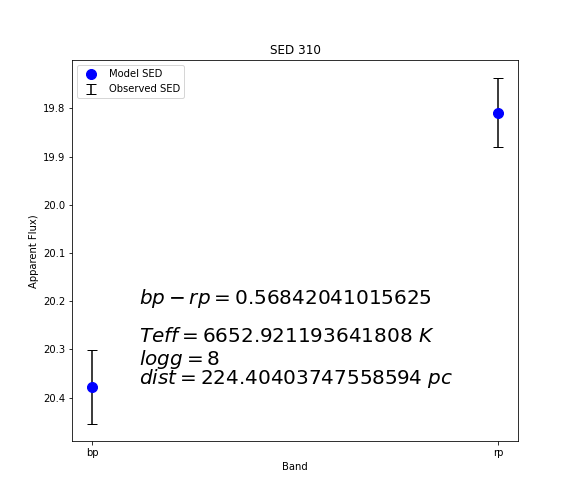 SED 310
Model SED
Observed SED
19.8
19.9
20.0
20.1
20.2
20.3
20.4
Apparent Flux)
bp − rp = 0.56842041015625
Teff = 6652.921193641808 K
logg = 8
dist = 224.40403747558594 pc
bp
rp
Band